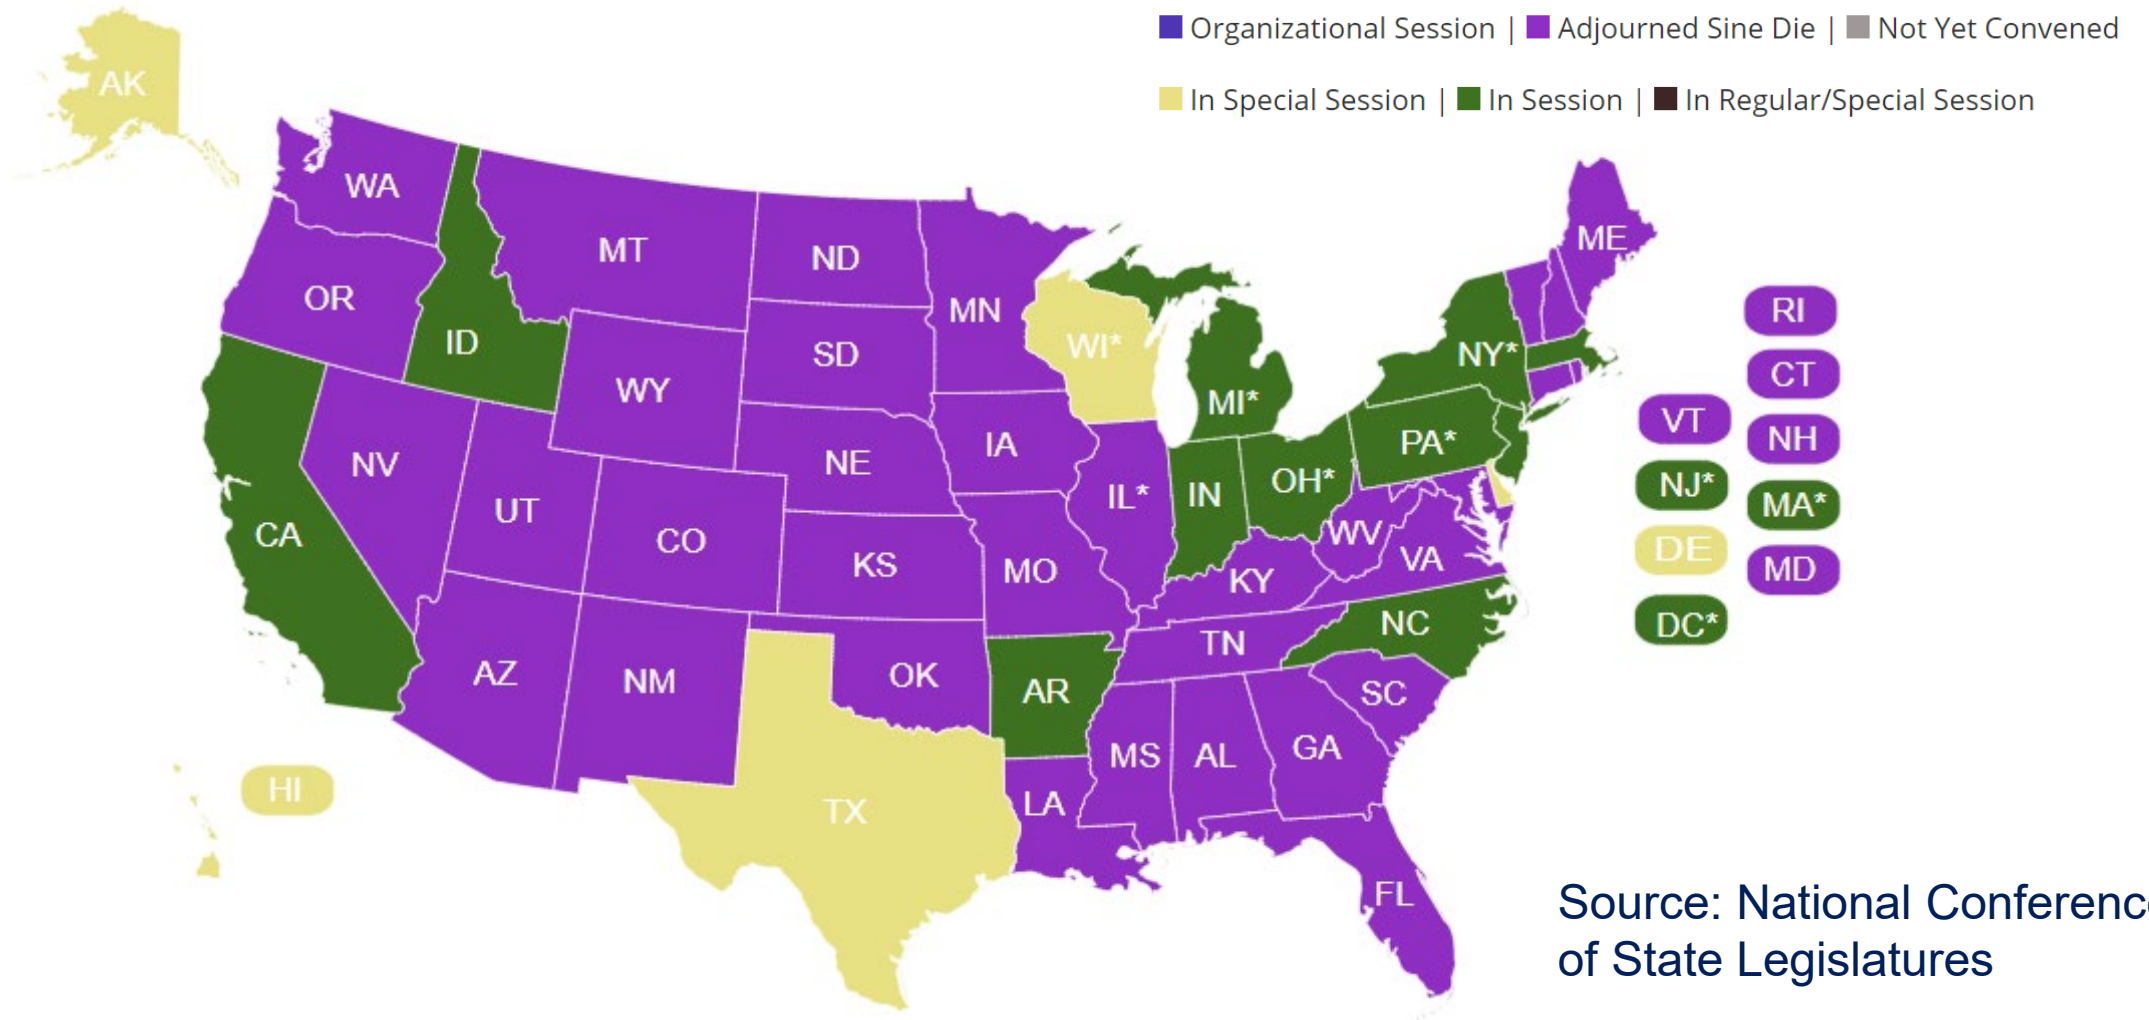 Organizational Session | Adjourned Sine Die | Not Yet Convened
In Special Session | In Session | In Regular/Special Session
AK
WA
MT
ND
MN
ME
OR
ID
SD
WI*
MI*
NY*
RI
WY
CT
VT
NH
NV
NE
IA
PA*
UT
IL*
IN
OH*
NJ*
MA*
CA
CO
KS
MO
WV
VA
DE
MD
KY
NC
DC*
TN
AZ
NM
OK
AR
SC
MS
AL
GA
HI
TX
LA
FL
Source: National Conference
of State Legislatures